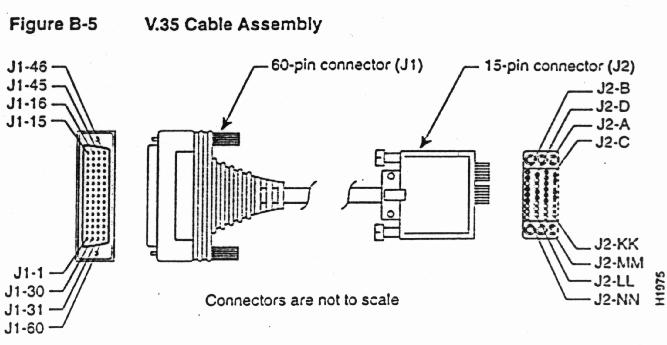 Figure B-5 V.35 Cable Assembly
J1-46
J1-45
J1-16
J1-15
60-pin connector (J1)
15-pin connector (J2)
J2-B
J2-D
J2-A
J2-C
J1-1
J1-30
J1-31
J1-60
Connectors are not to scale
J2-KK
J2-MM
J2-LL
J2-NN
H1975